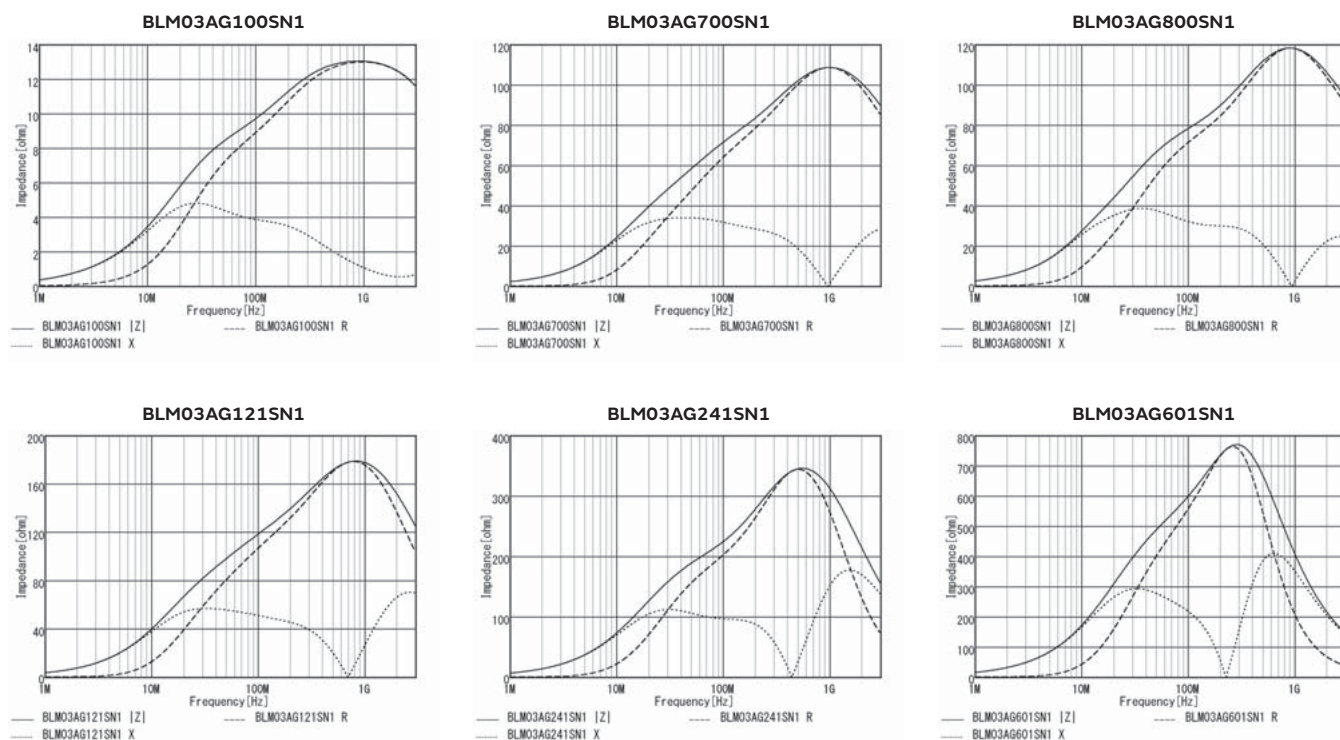 BLM03AG100SN1
14
12
10
8
6
4
2
0
Impedance[ohm]
1M 10M 100M 1G
Frequency[Hz]
BLM03AG100SN1 |Z| BLM03AG100SN1 R
BLM03AG100SN1 X
BLM03AG700SN1
120
100
80
60
40
20
0
Impedance[ohm]
1M 10M 100M 1G
Frequency[Hz]
BLM03AG700SN1 |Z| BLM03AG700SN1 R
BLM03AG700SN1 X
BLM03AG800SN1
120
100
80
60
40
20
0
Impedance[ohm]
1M 10M 100M 1G
Frequency[Hz]
BLM03AG800SN1 |Z| BLM03AG800SN1 R
BLM03AG800SN1 X
BLM03AG121SN1
200
160
120
80
40
0
Impedance[ohm]
1M 10M 100M 1G
Frequency[Hz]
BLM03AG121SN1 |Z| BLM03AG121SN1 R
BLM03AG121SN1 X
BLM03AG241SN1
400
300
200
100
0
Impedance[ohm]
1M 10M 100M 1G
Frequency[Hz]
BLM03AG241SN1 |Z| BLM03AG241SN1 R
BLM03AG241SN1 X
BLM03AG601SN1
800
700
600
500
400
300
200
100
0
Impedance[ohm]
1M 10M 100M 1G
Frequency[Hz]
BLM03AG601SN1 |Z| BLM03AG601SN1 R
BLM03AG601SN1 X